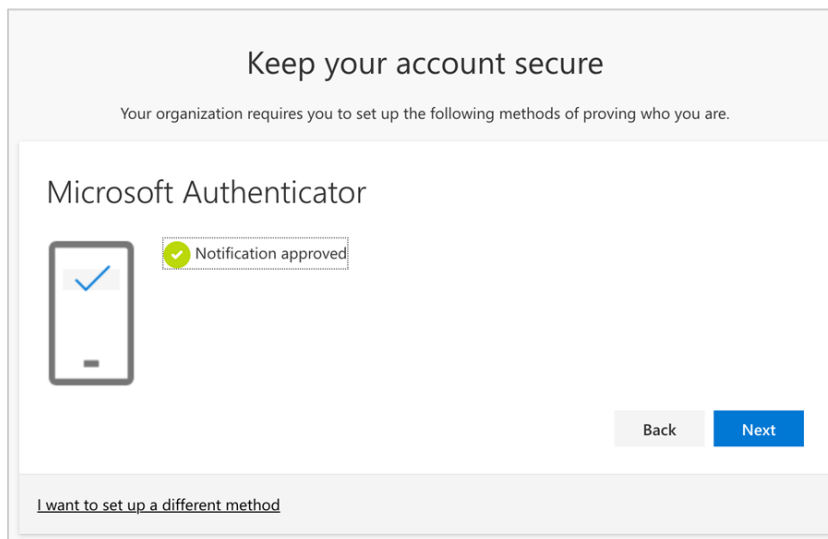 Keep your account secure
Your organization requires you to set up the following methods of proving who you are.
Microsoft Authenticator
Notification approved
Back Next
I want to set up a different method